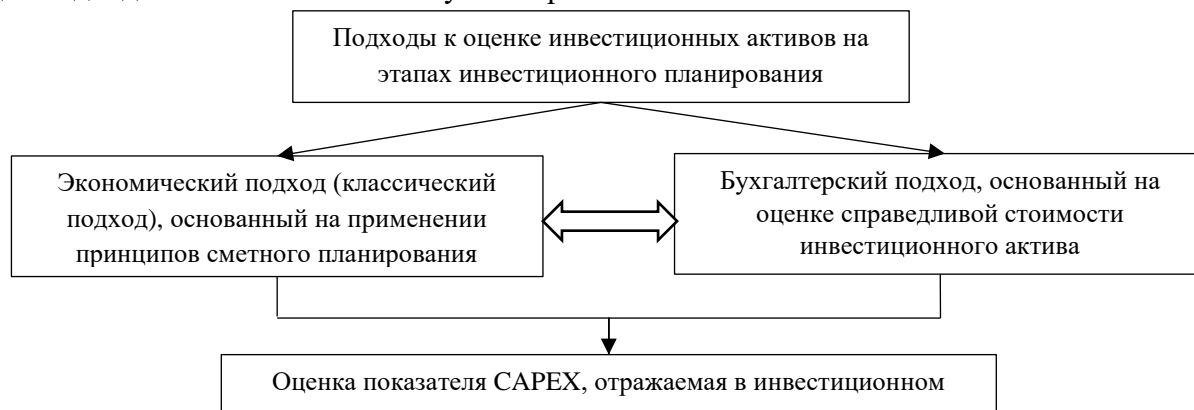 Подходы к оценке инвестиционных активов на
этапах инвестиционного планирования
Экономический подход (классический
подход), основанный на применении
принципов сметного планирования
Бухгалтерский подход, основанный на
оценке справедливой стоимости
инвестиционного актива
Оценка показателя CAPEX, отражаемая в инвестиционном